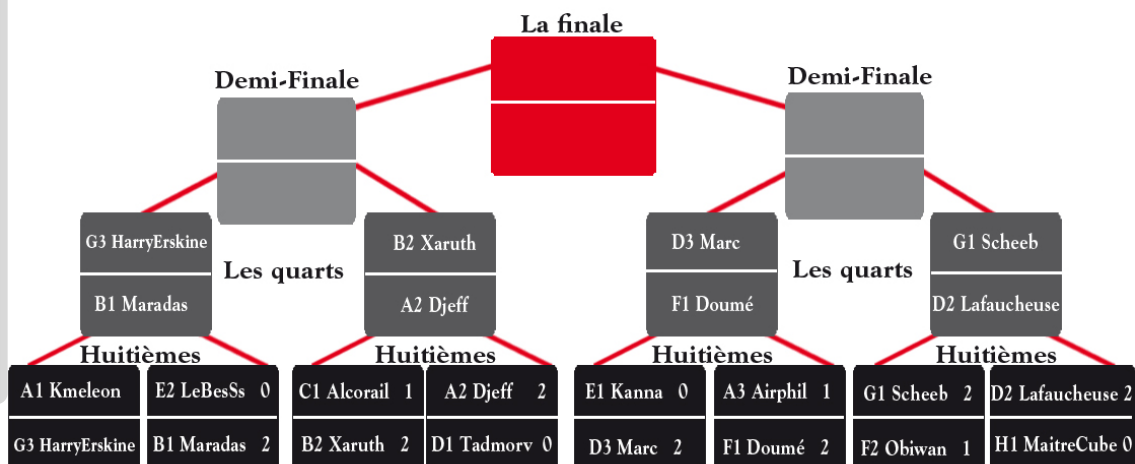 La finale
Demi-Finale
Demi-Finale
G3 HarryErskine
B1 Maradas
Les quarts
B2 Xaruth
A2 Djeff
D3 Marc
F1 Doumé
Les quarts
G1 Scheeb
D2 Lafaucheuse
Huitièmes
Huitièmes
Huitièmes
Huitièmes
A1 Kmeleon
G3 HarryErskine
E2 LeBesSs 0
B1 Maradas 2
C1 Alcorail 1
B2 Xaruth 2
A2 Djeff 2
D1 Tadmorv 0
E1 Kanna 0
D3 Marc 2
A3 Airphil 1
F1 Doumé 2
G1 Scheeb 2
F2 Obiwan 1
D2 Lafaucheuse 2
H1 MaitreCube 0